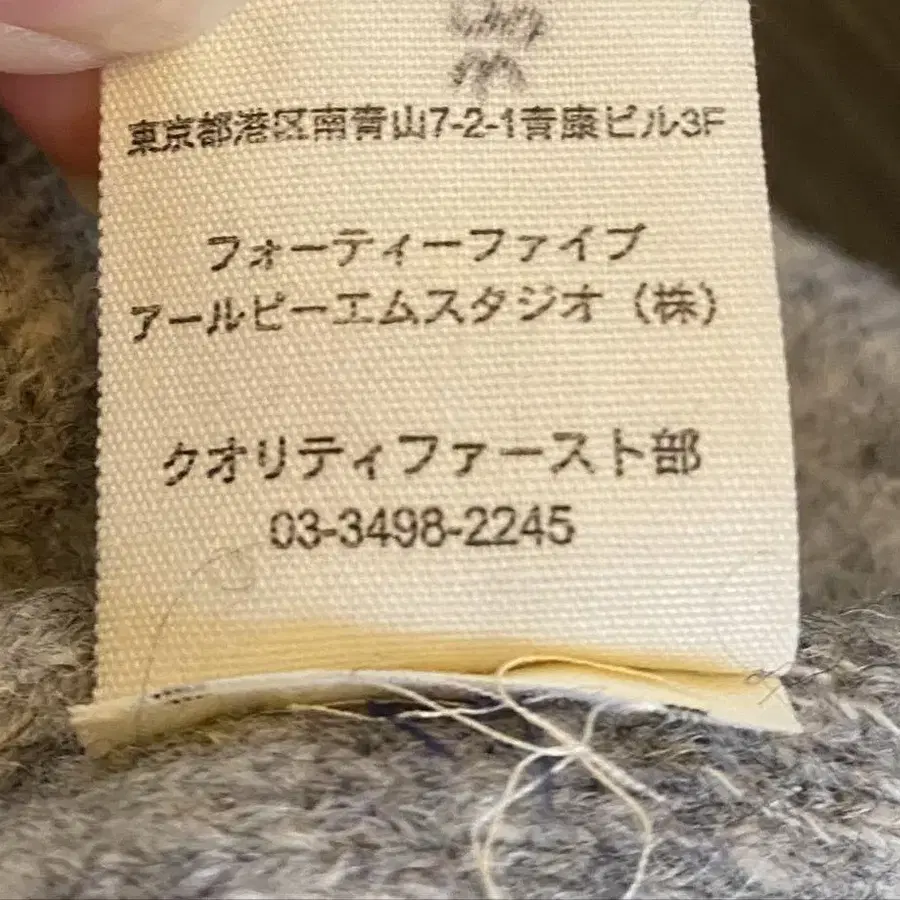 東京都港区南青山7-2-1青康ビル3F
フォーティーファイブ
アールピーエムスタジオ（株）
クオリティファースト部
03-3498-2245